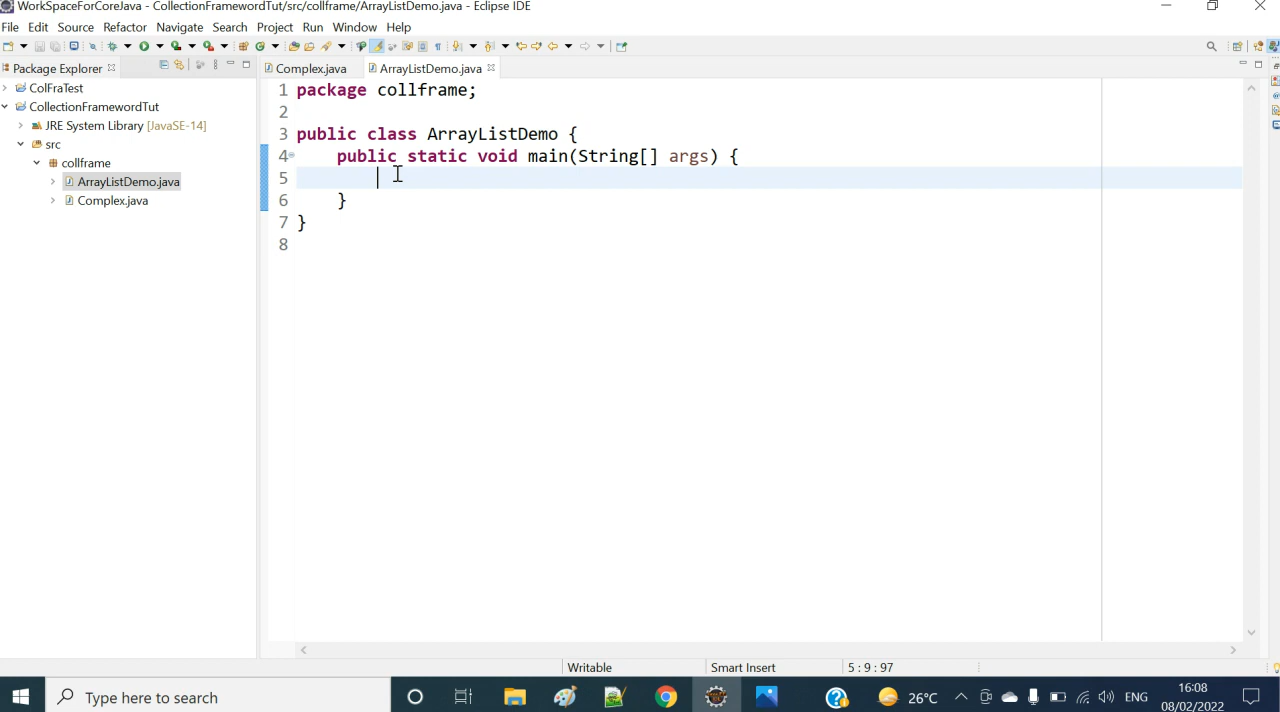 WorkSpaceForCoreJava - CollectionFramewordTut/src/collframe/ArrayListDemo.java - Eclipse IDE
File Edit Source Refactor Navigate Search Project Run Window Help
Package Explorer
Complex.java
ArrayListDemo.java
ColFraTest
CollectionFramewordTut
JRE System Library [JavaSE-14]
src
collframe
ArrayListDemo.java
Complex.java
1 package collframe;
2
3 public class ArrayListDemo {
4 public static void main(String[] args) {
5
6 }
7 }
8
Writable Smart Insert 5 : 9 : 97
Type here to search
26°C
ENG
16:08
08/02/2022